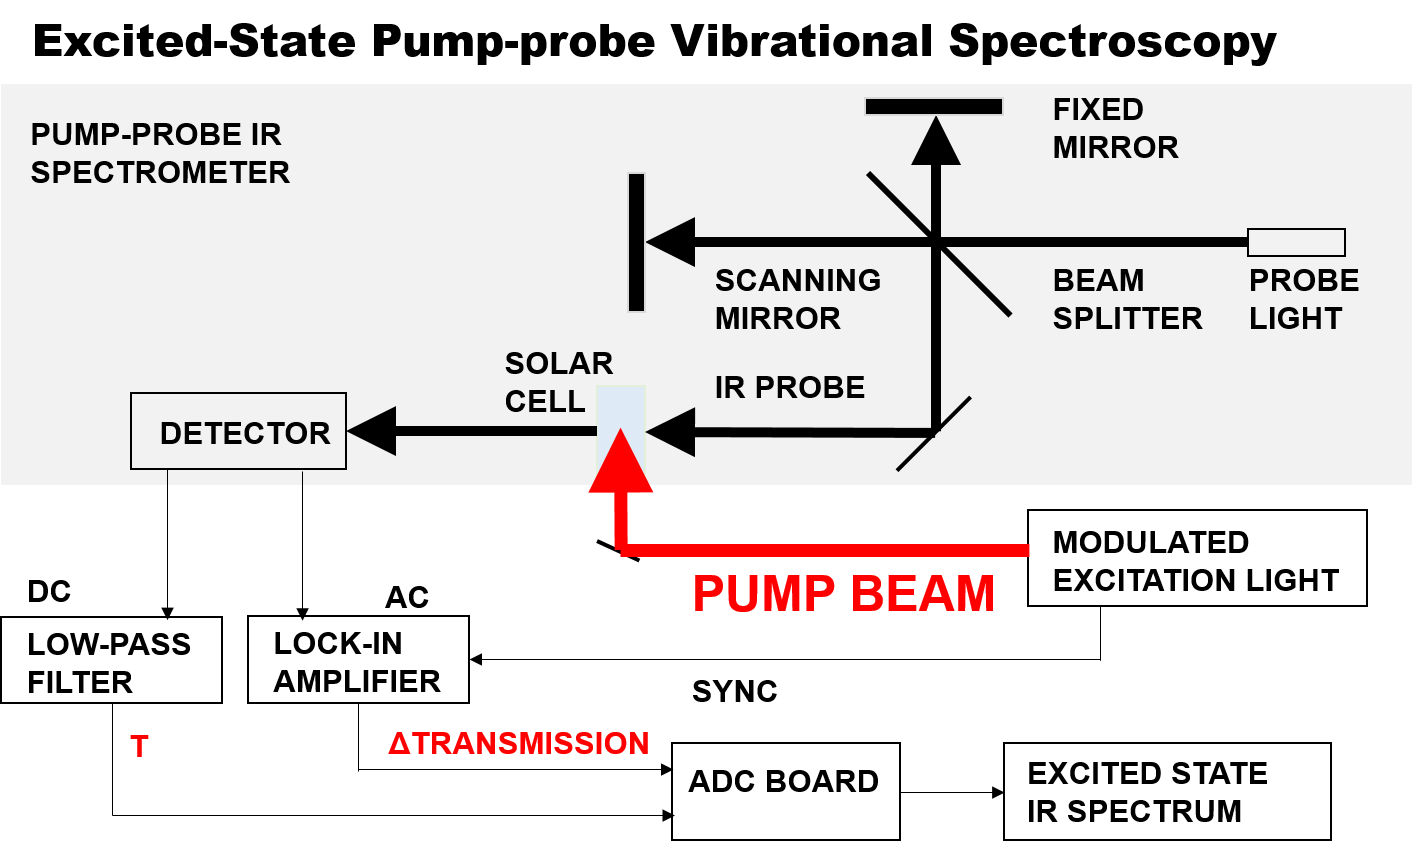 Excited-State Pump-probe Vibrational Spectroscopy
PUMP-PROBE IR
SPECTROMETER
FIXED
MIRROR
SCANNING
MIRROR
BEAM
SPLITTER
PROBE
LIGHT
SOLAR
CELL
IR PROBE
DETECTOR
MODULATED
EXCITATION LIGHT
PUMP BEAM
DC
AC
LOW-PASS
FILTER
LOCK-IN
AMPLIFIER
SYNC
T
ΔTRANSMISSION
ADC BOARD
EXCITED STATE
IR SPECTRUM